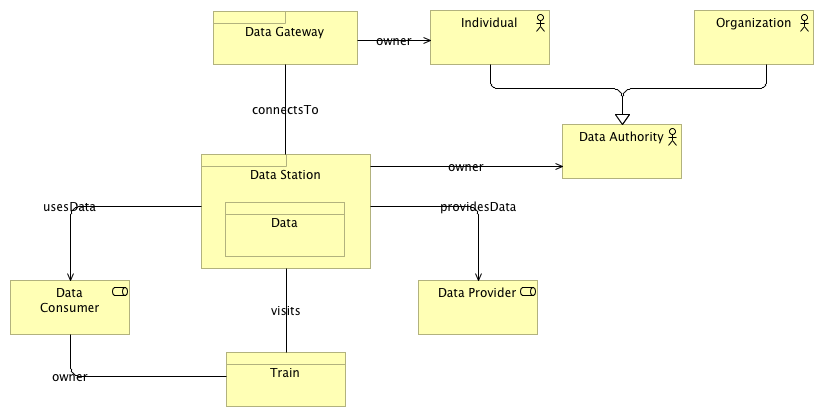 Data Gateway
owner
Individual
Organization
connectsTo
Data Authority
Data Station
owner
usesData
Data
providesData
Data
Consumer
Data Provider
visits
Train
owner